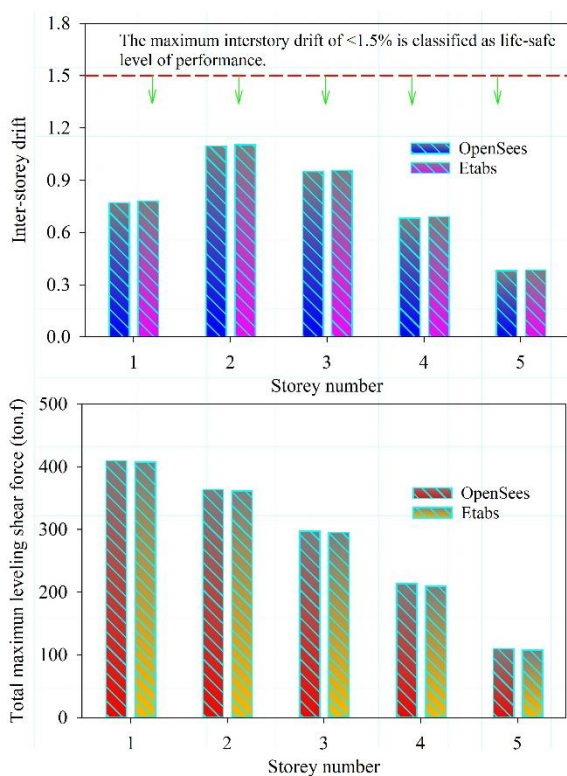 1.8
The maximum interstory drift of <1.5% is classified as life-safe
level of performance.
1.5
1.2
0.9
0.6
0.3
0.0
Inter-storey drift
OpenSees
Etabs
1 2 3 4 5
Storey number
500
400
300
200
100
0
Total maximun leveling shear force (ton.f)
OpenSees
Etabs
1 2 3 4 5
Storey number